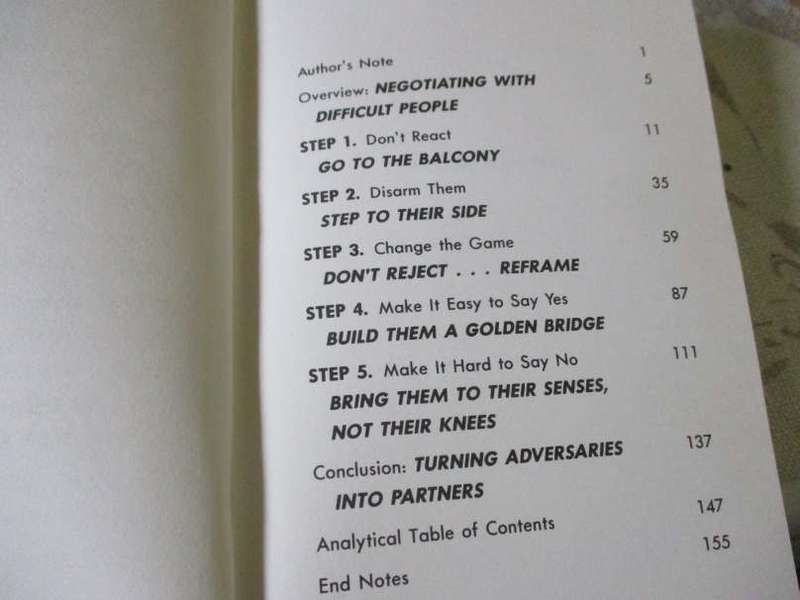 Author's Note 1
Overview: NEGOTIATING WITH 5
DIFFICULT PEOPLE
STEP 1. Don't React 11
GO TO THE BALCONY
STEP 2. Disarm Them 35
STEP TO THEIR SIDE
STEP 3. Change the Game 59
DON'T REJECT . . . REFRAME
STEP 4. Make It Easy to Say Yes 87
BUILD THEM A GOLDEN BRIDGE
STEP 5. Make It Hard to Say No 111
BRING THEM TO THEIR SENSES,
NOT THEIR KNEES
Conclusion: TURNING ADVERSARIES 137
INTO PARTNERS
Analytical Table of Contents 147
End Notes 155